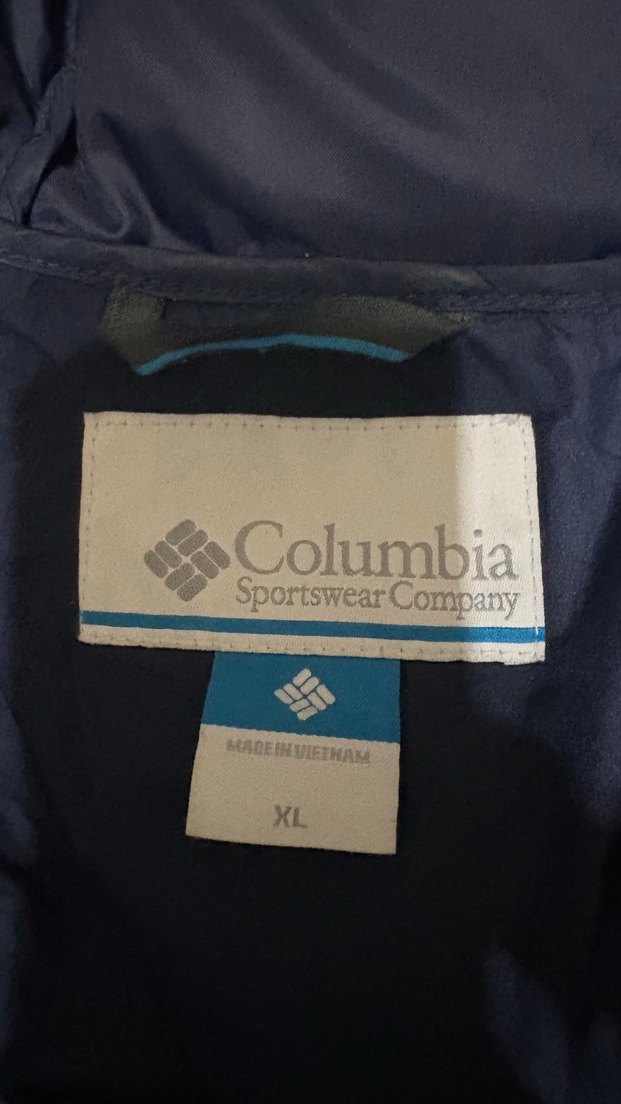 Columbia
Sportswear Company
MADE IN VIETNAM
XL